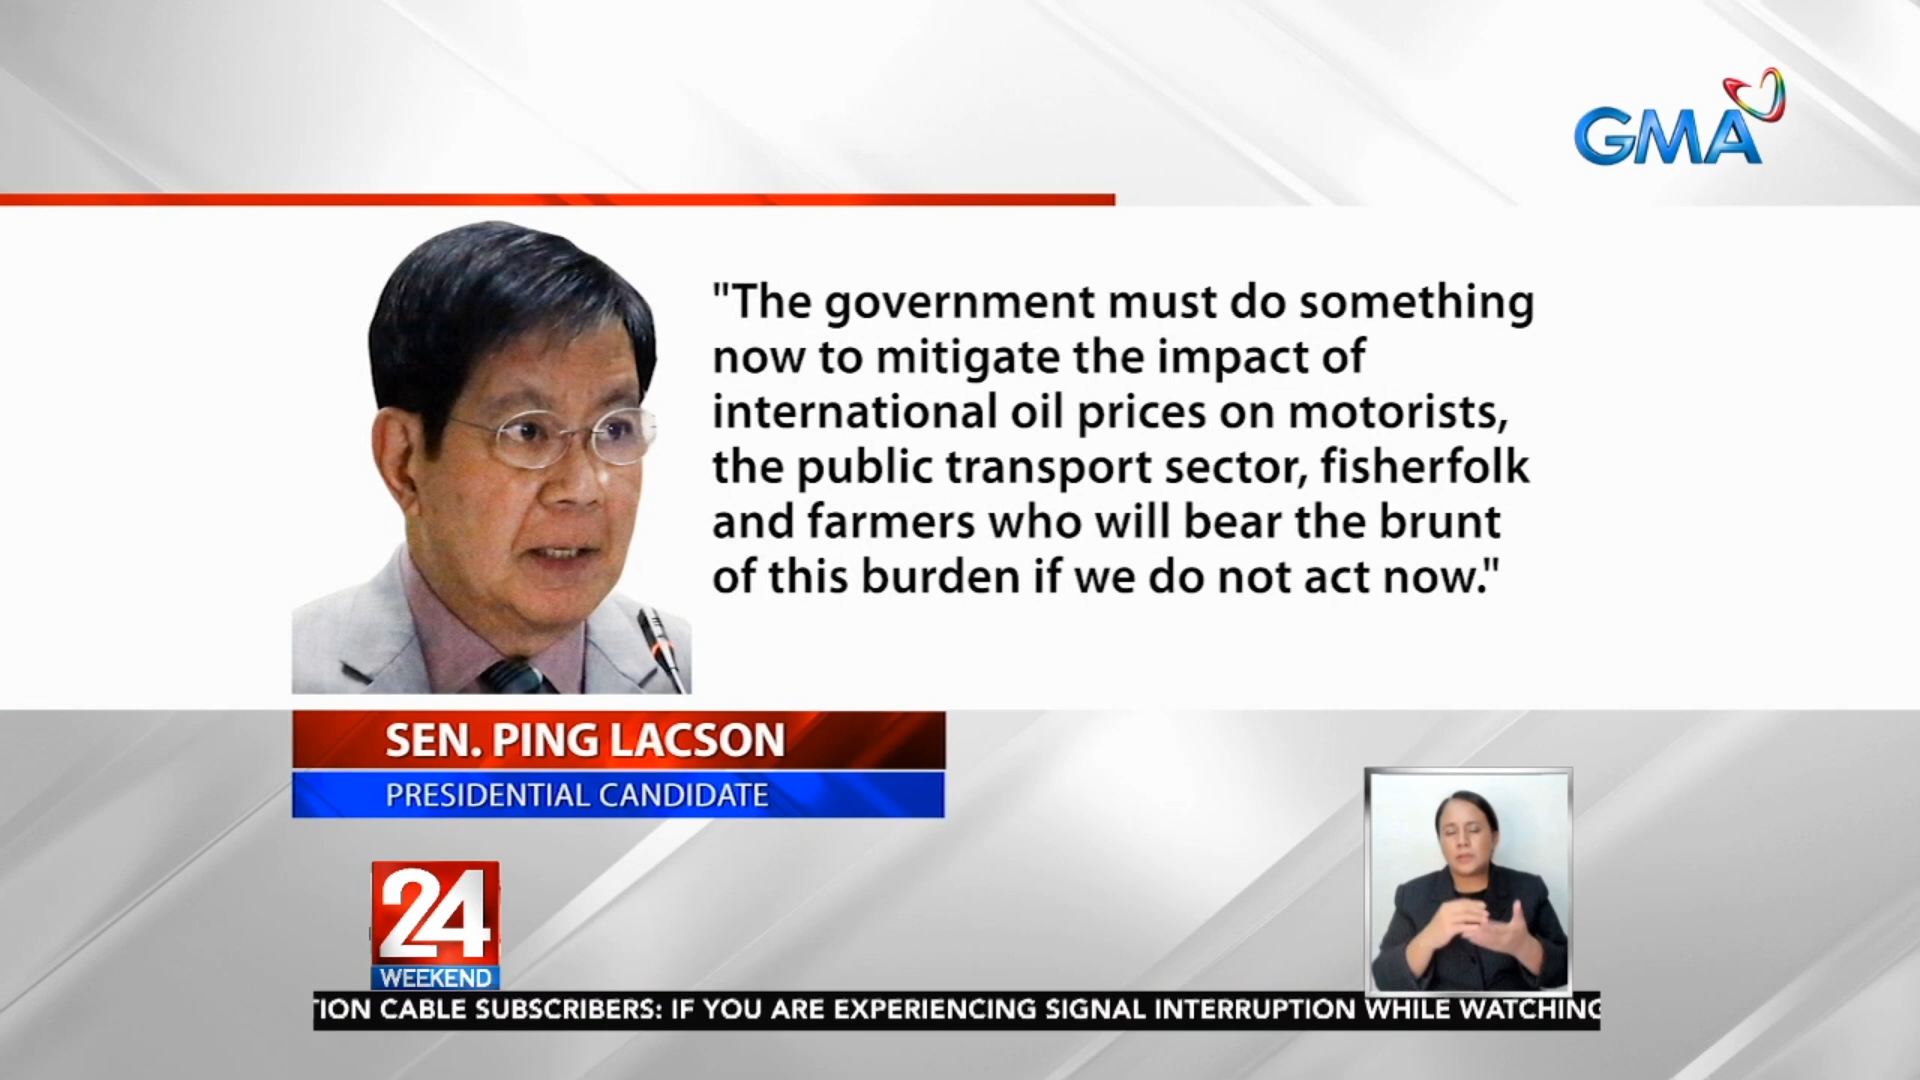 GMA
"The government must do something
now to mitigate the impact of
international oil prices on motorists,
the public transport sector, fisherfolk
and farmers who will bear the brunt
of this burden if we do not act now."
SEN. PING LACSON
PRESIDENTIAL CANDIDATE
24
WEEKEND
TION CABLE SUBSCRIBERS: IF YOU ARE EXPERIENCING SIGNAL INTERRUPTION WHILE WATCHING